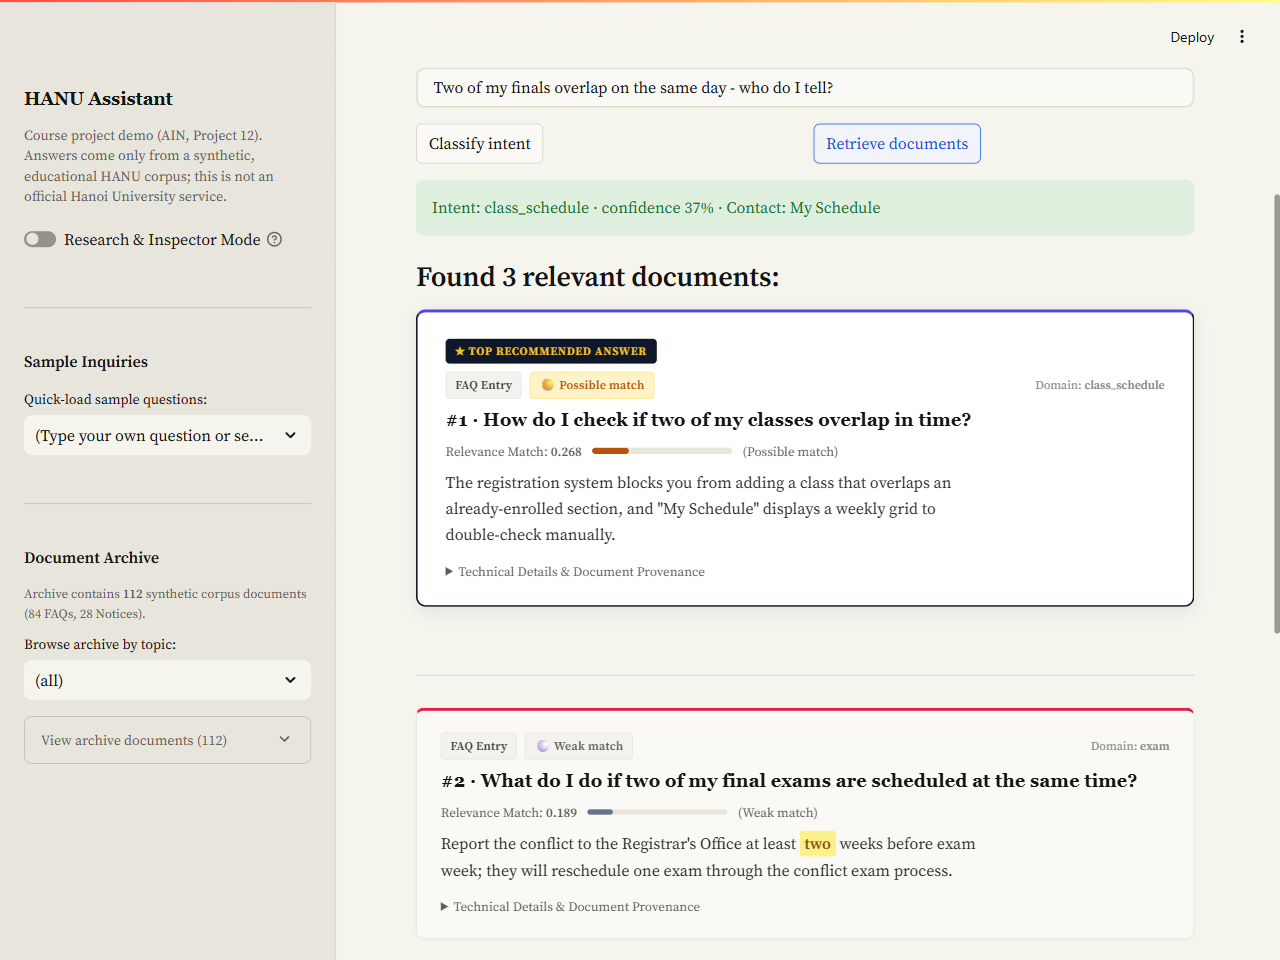 Deploy
HANU Assistant
Course project demo (AIN, Project 12).
Answers come only from a synthetic,
educational HANU corpus; this is not an
official Hanoi University service.
Research & Inspector Mode
Sample Inquiries
Quick-load sample questions:
(Type your own question or se...
Document Archive
Archive contains 112 synthetic corpus documents
(84 FAQs, 28 Notices).
Browse archive by topic:
(all)
View archive documents (112)
Two of my finals overlap on the same day - who do I tell?
Classify intent
Retrieve documents
Intent: class_schedule · confidence 37% · Contact: My Schedule
Found 3 relevant documents:
★ TOP RECOMMENDED ANSWER
FAQ Entry
Possible match
Domain: class_schedule
#1 · How do I check if two of my classes overlap in time?
Relevance Match: 0.268
(Possible match)
The registration system blocks you from adding a class that overlaps an
already-enrolled section, and "My Schedule" displays a weekly grid to
double-check manually.
Technical Details & Document Provenance
FAQ Entry
Weak match
Domain: exam
#2 · What do I do if two of my final exams are scheduled at the same time?
Relevance Match: 0.189
(Weak match)
Report the conflict to the Registrar's Office at least two weeks before exam
week; they will reschedule one exam through the conflict exam process.
Technical Details & Document Provenance